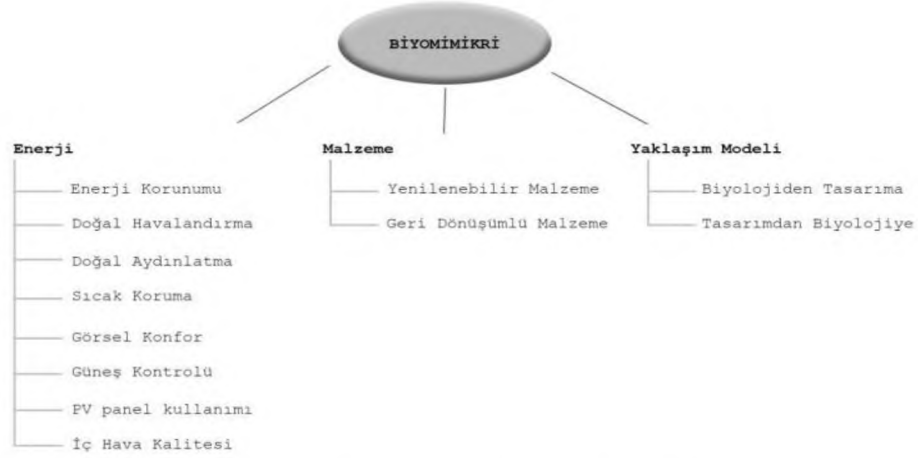 BİYOMİMİKRİ
Enerji
Enerji Korunumu
Doğal Havalandırma
Doğal Aydınlatma
Sıcak Koruma
Görsel Konfor
Güneş Kontrolü
PV panel kullanımı
İç Hava Kalitesi
Malzeme
Yenilenebilir Malzeme
Geri Dönüşümlü Malzeme
Yaklaşım Modeli
Biyolojiden Tasarıma
Tasarımdan Biyolojiye